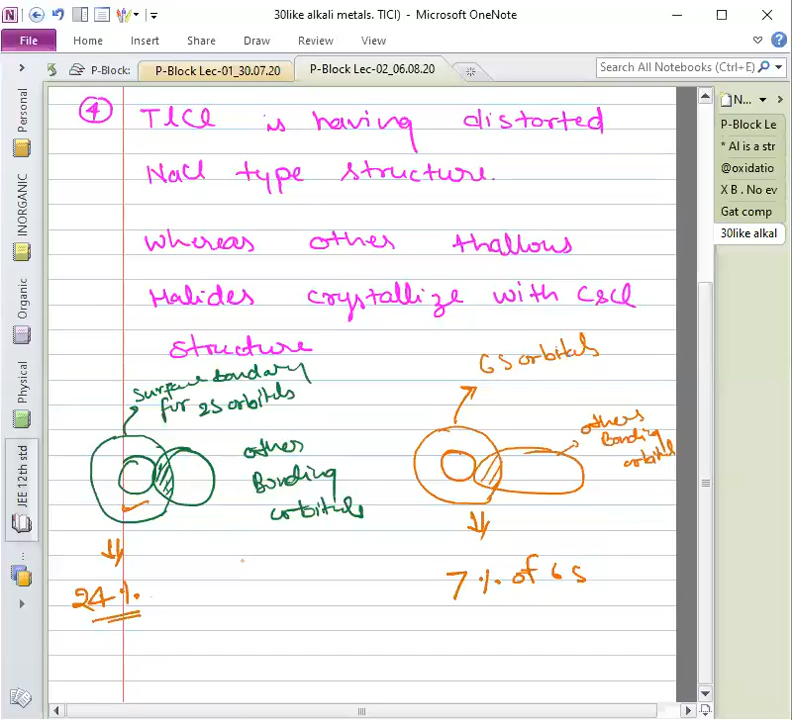 30like alkali metals. TlCl) - Microsoft OneNote
File Home Insert Share Draw Review View
P-Block: P-Block Lec-01_30.07.20 P-Block Lec-02_06.08.20 Search All Notebooks (Ctrl+E)
Personal
INORGANIC
Organic
Physical
JEE 12th std
N...
P-Block Le
* Al is a str
@oxidatio
X B . No ev
Gat comp
30like alkal
4 TlCl is having distorted
NaCl type structure.
whereas other thallous
Halides crystallize with CsCl
structure
surface boundary
for 2s orbitals
others
Bonding
orbitals
24%
6s orbitals
others
Bonding
orbitals
7% of 6s